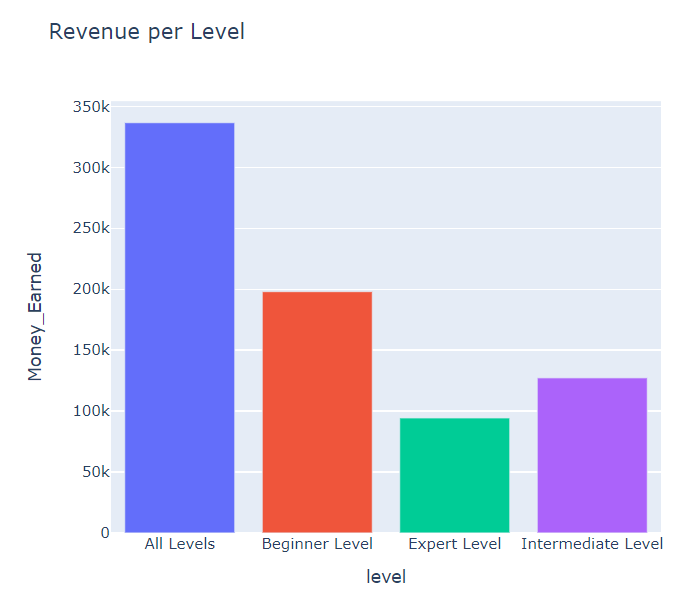 Revenue per Level
Money_Earned
350k
300k
250k
200k
150k
100k
50k
0
All Levels
Beginner Level
Expert Level
Intermediate Level
level